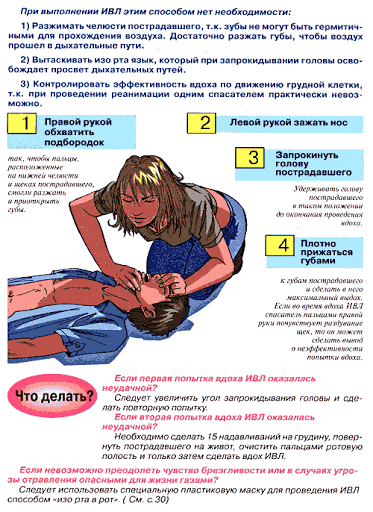 При выполнении ИВЛ этим способом нет необходимости:
1) Разжимать челюсти пострадавшего, т.к. зубы не могут быть гермитич-
ными для прохождения воздуха. Достаточно разжать губы, чтобы воздух
прошел в дыхательные пути.
2) Вытаскивать изо рта язык, который при запрокидывании головы осво-
бождает просвет дыхательных путей.
3) Контролировать эффективность вдоха по движению грудной клетки,
т.к. при проведении реанимации одним спасателем практически невоз-
можно.
1
Правой рукой
обхватить
подбородок
так, чтобы пальцы,
расположенные
на нижней челюсти
и щеках пострадавшего,
смогли разжать
и приоткрыть
губы.
2
Левой рукой зажать нос
3
Запрокинуть
голову
пострадавшего
Удерживать голову
пострадавшего
в таком положении
до окончания проведения
вдоха.
4
Плотно
прижаться
губами
к губам пострадавшего
и сделать в него
максимальный выдох.
Если во время вдоха ИВЛ
спасатель пальцами правой
руки почувствует раздувание
щек, то он может
сделать вывод
о неэффективности
попытки вдоха.
Что делать?
Если первая попытка вдоха ИВЛ оказалась
неудачной?
Следует увеличить угол запрокидывания головы и сде-
лать повторную попытку.
Если вторая попытка вдоха ИВЛ оказалась
неудачной?
Необходимо сделать 15 надавливаний на грудину, повер-
нуть пострадавшего на живот, очистить пальцами ротовую
полость и только затем сделать вдох ИВЛ.
Если невозможно преодолеть чувство брезгливости или в случаях угро-
зы отравления опасными для жизни газами?
Следует использовать специальную пластиковую маску для проведения ИВЛ
способом «изо рта в рот». ( См. с.30)